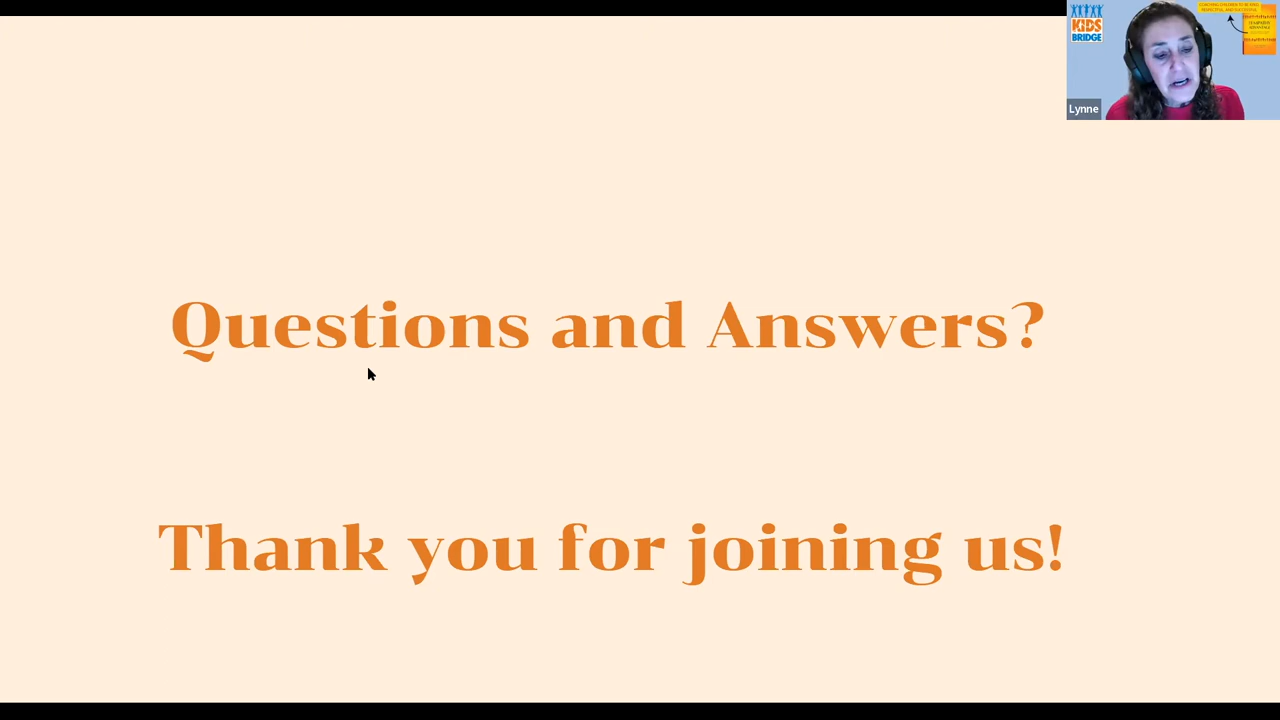 KiDS
BRIDGE
Lynne
Questions and Answers?
Thank you for joining us!